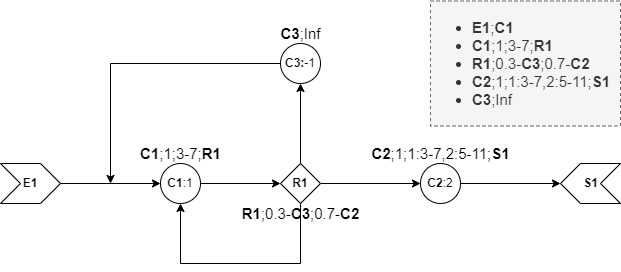 E1;C1
C1;1;3-7;R1
R1;0.3-C3;0.7-C2
C2;1;1:3-7,2:5-11;S1
C3;Inf
C3;Inf
C3:-1
C1;1;3-7;R1
C2;1;1:3-7,2:5-11;S1
E1
C1:1
R1
C2:2
S1
R1;0.3-C3;0.7-C2